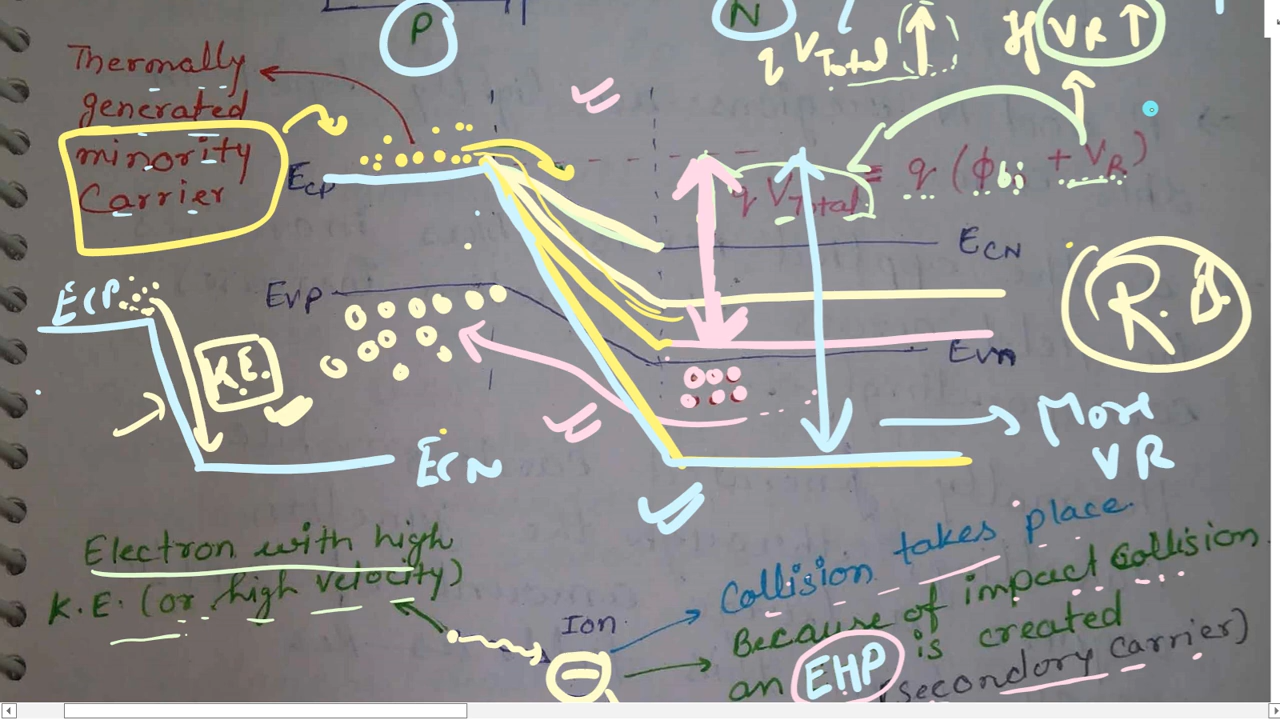 P
N
q VTotal ↑
If VR ↑
Thermally
generated
minority
Carrier
ECP
q VTotal = q (ϕbi + VR)
ECN
EVP
EVn
R.B.
ECP
K.E.
ECN
More
VR
Electron with high
K.E. (or high velocity)
Ion
Collision takes place.
Because of impact collision
an EHP is created
(secondory carrier)